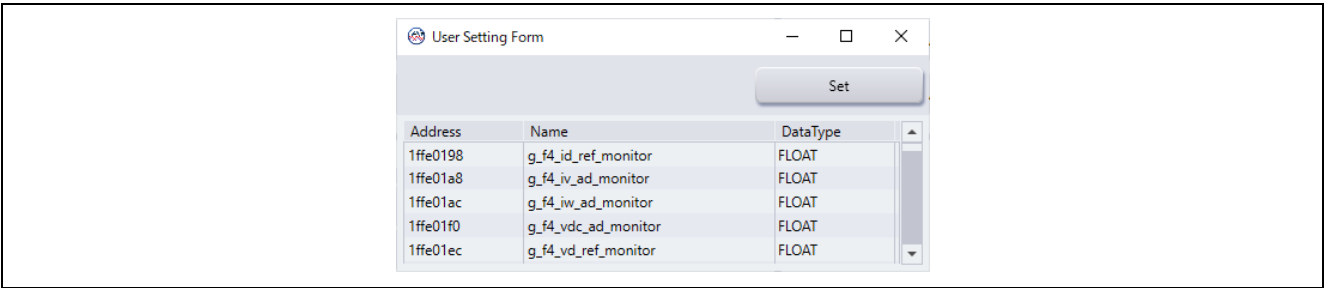 User Setting Form
Set
Address Name DataType
1ffe0198 g_f4_id_ref_monitor FLOAT
1ffe01a8 g_f4_iv_ad_monitor FLOAT
1ffe01ac g_f4_iw_ad_monitor FLOAT
1ffe01f0 g_f4_vdc_ad_monitor FLOAT
1ffe01ec g_f4_vd_ref_monitor FLOAT